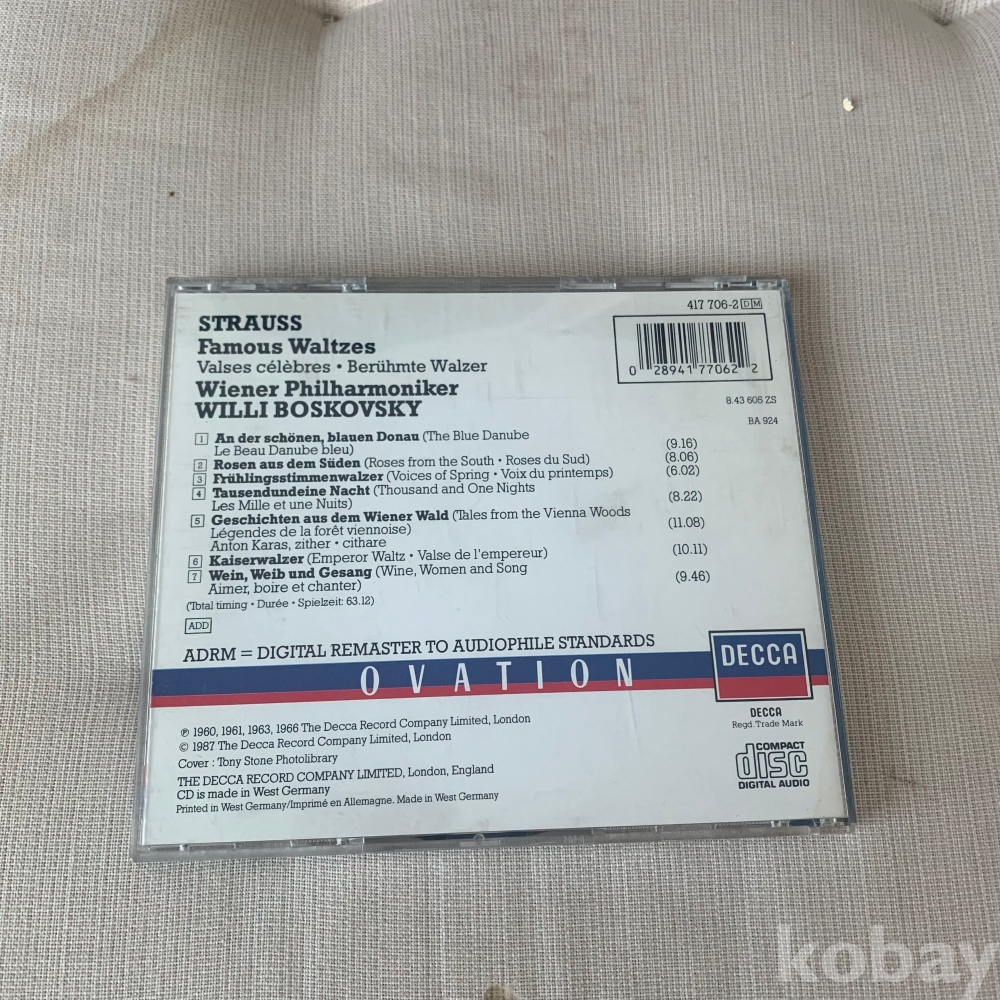 417 706-2 DM
STRAUSS
Famous Waltzes
Valses célèbres • Berühmte Walzer
Wiener Philharmoniker
WILLI BOSKOVSKY
0 28941 77062 2
8.43 606 ZS
BA 924
1 An der schönen, blauen Donau (The Blue Danube
Le Beau Danube bleu) (9.16)
2 Rosen aus dem Süden (Roses from the South • Roses du Sud) (8.06)
3 Frühlingsstimmenwalzer (Voices of Spring • Voix du printemps) (6.02)
4 Tausendundeine Nacht (Thousand and One Nights
Les Mille et une Nuits) (8.22)
5 Geschichten aus dem Wiener Wald (Tales from the Vienna Woods
Légendes de la forêt viennoise) (11.08)
Anton Karas, zither • cithare
6 Kaiserwalzer (Emperor Waltz • Valse de l'empereur) (10.11)
7 Wein, Weib und Gesang (Wine, Women and Song
Aimer, boire et chanter) (9.46)
(Total timing • Durée • Spielzeit: 63.12)
ADD
ADRM = DIGITAL REMASTER TO AUDIOPHILE STANDARDS
OVATION
DECCA
DECCA
Regd. Trade Mark
℗ 1960, 1961, 1963, 1966 The Decca Record Company Limited, London
© 1987 The Decca Record Company Limited, London
Cover : Tony Stone Photolibrary
THE DECCA RECORD COMPANY LIMITED, London, England
CD is made in West Germany
Printed in West Germany/Imprimé en Allemagne. Made in West Germany
COMPACT
disc
DIGITAL AUDIO
kobay